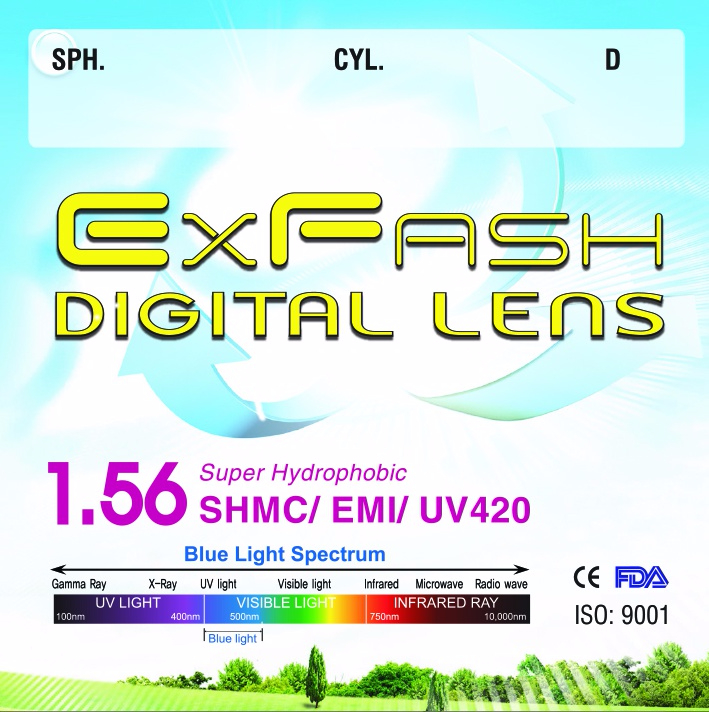 SPH. CYL. D
ExFash
DIGITAL LENS
1.56 Super Hydrophobic
SHMC/ EMI/ UV420
Blue Light Spectrum
Gamma Ray X-Ray UV light Visible light Infrared Microwave Radio wave
UV LIGHT VISIBLE LIGHT INFRARED RAY
100nm 400nm 500nm 750nm 10,000nm
Blue light
CE FDA
ISO: 9001